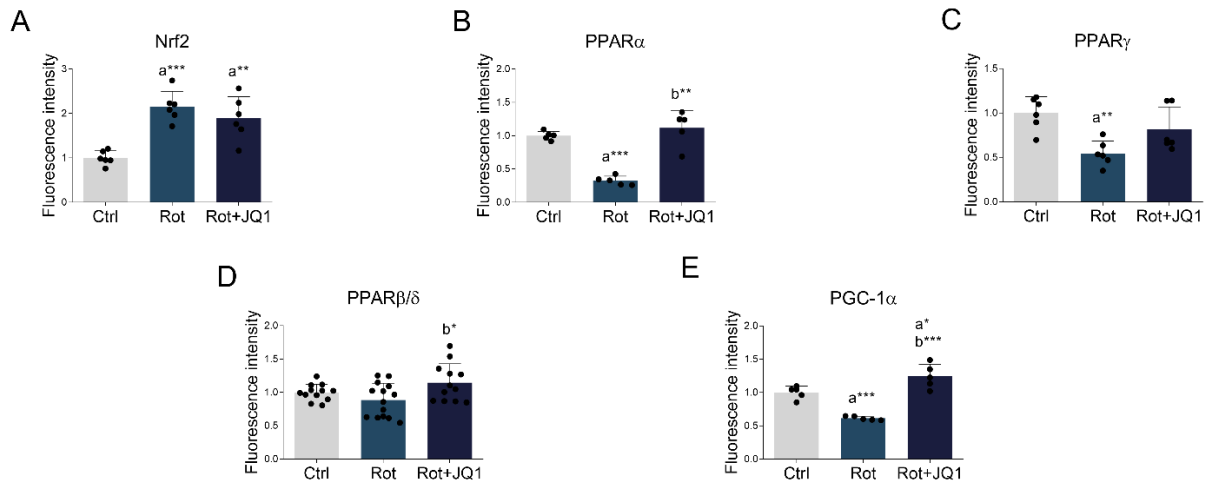 A
Nrf2
Fluorescence intensity
3
2
1
0
a***
a**
Ctrl
Rot
Rot+JQ1
B
PPARα
Fluorescence intensity
1.5
1.0
0.5
0.0
a***
b**
Ctrl
Rot
Rot+JQ1
C
PPARγ
Fluorescence intensity
1.5
1.0
0.5
0.0
a**
Ctrl
Rot
Rot+JQ1
D
PPARβ/δ
Fluorescence intensity
2.0
1.5
1.0
0.5
0.0
b*
Ctrl
Rot
Rot+JQ1
E
PGC-1α
Fluorescence intensity
2.0
1.5
1.0
0.5
0.0
a***
a*
b***
Ctrl
Rot
Rot+JQ1